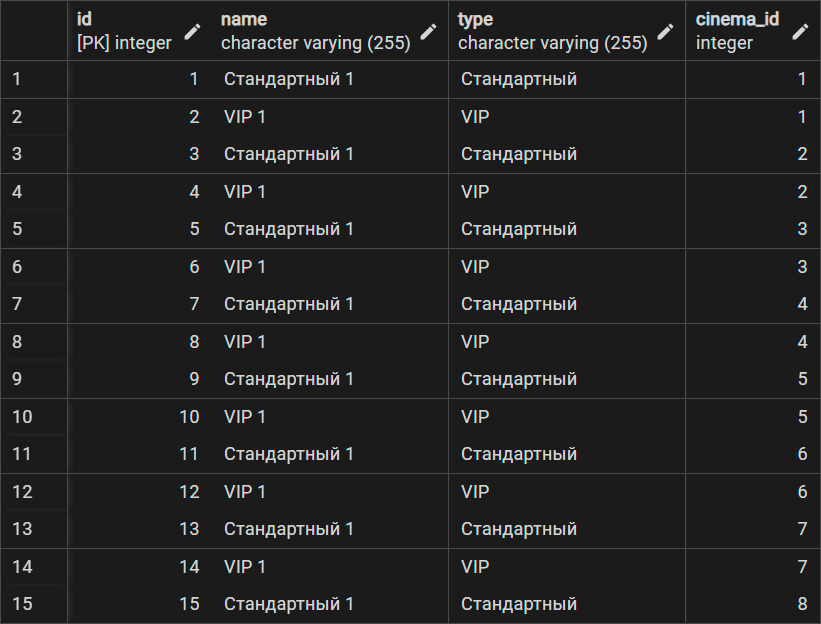 id name type cinema_id
[PK] integer character varying (255) character varying (255) integer
1 1 Стандартный 1 Стандартный 1
2 2 VIP 1 VIP 1
3 3 Стандартный 1 Стандартный 2
4 4 VIP 1 VIP 2
5 5 Стандартный 1 Стандартный 3
6 6 VIP 1 VIP 3
7 7 Стандартный 1 Стандартный 4
8 8 VIP 1 VIP 4
9 9 Стандартный 1 Стандартный 5
10 10 VIP 1 VIP 5
11 11 Стандартный 1 Стандартный 6
12 12 VIP 1 VIP 6
13 13 Стандартный 1 Стандартный 7
14 14 VIP 1 VIP 7
15 15 Стандартный 1 Стандартный 8